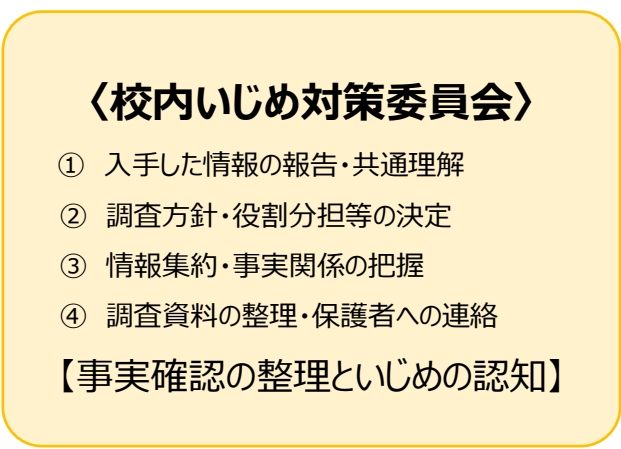 〈校内いじめ対策委員会〉
① 入手した情報の報告・共通理解
② 調査方針・役割分担等の決定
③ 情報集約・事実関係の把握
④ 調査資料の整理・保護者への連絡
【事実確認の整理といじめの認知】